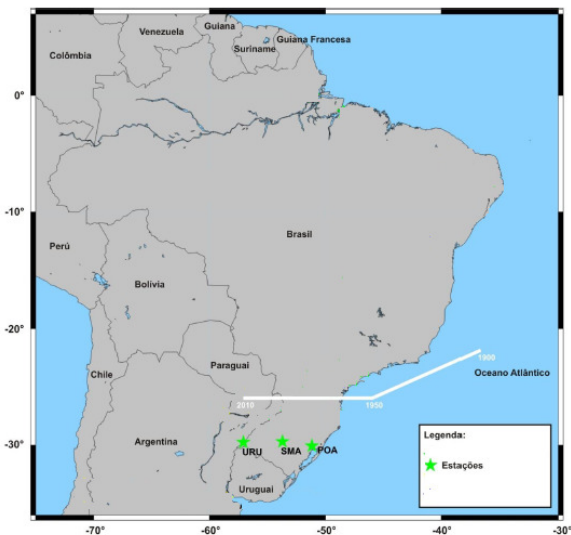 Guiana
Venezuela
Suriname
Guiana Francesa
Colômbia
0°
-10°
Brasil
Perú
Bolívia
-20°
1900
Paraguai
Chile
Oceano Atlântico
2010
1950
-30°
Argentina
URU
SMA
POA
Uruguai
Legenda:
Estações
-70°
-60°
-50°
-40°
-30°